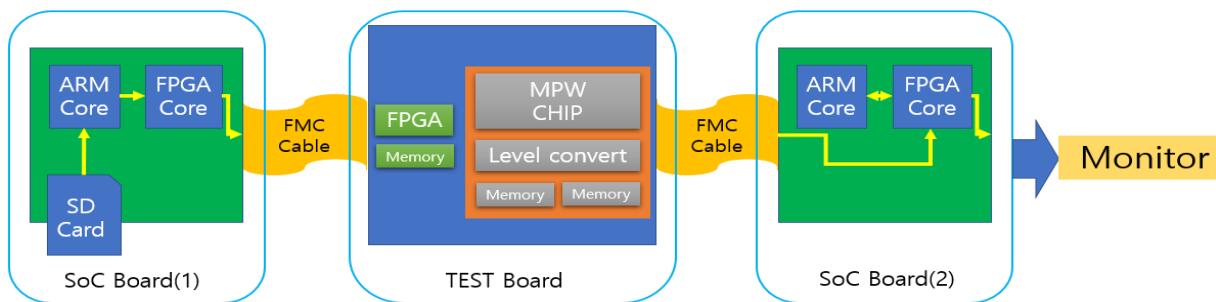 ARM
Core
FPGA
Core
SD
Card
SoC Board(1)
FMC
Cable
FPGA
Memory
MPW
CHIP
Level convert
Memory
Memory
TEST Board
FMC
Cable
ARM
Core
FPGA
Core
SoC Board(2)
Monitor